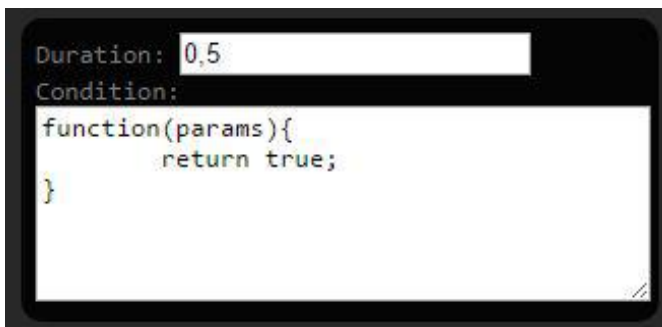 Duration: 0,5
Condition:
function(params){
        return true;
}